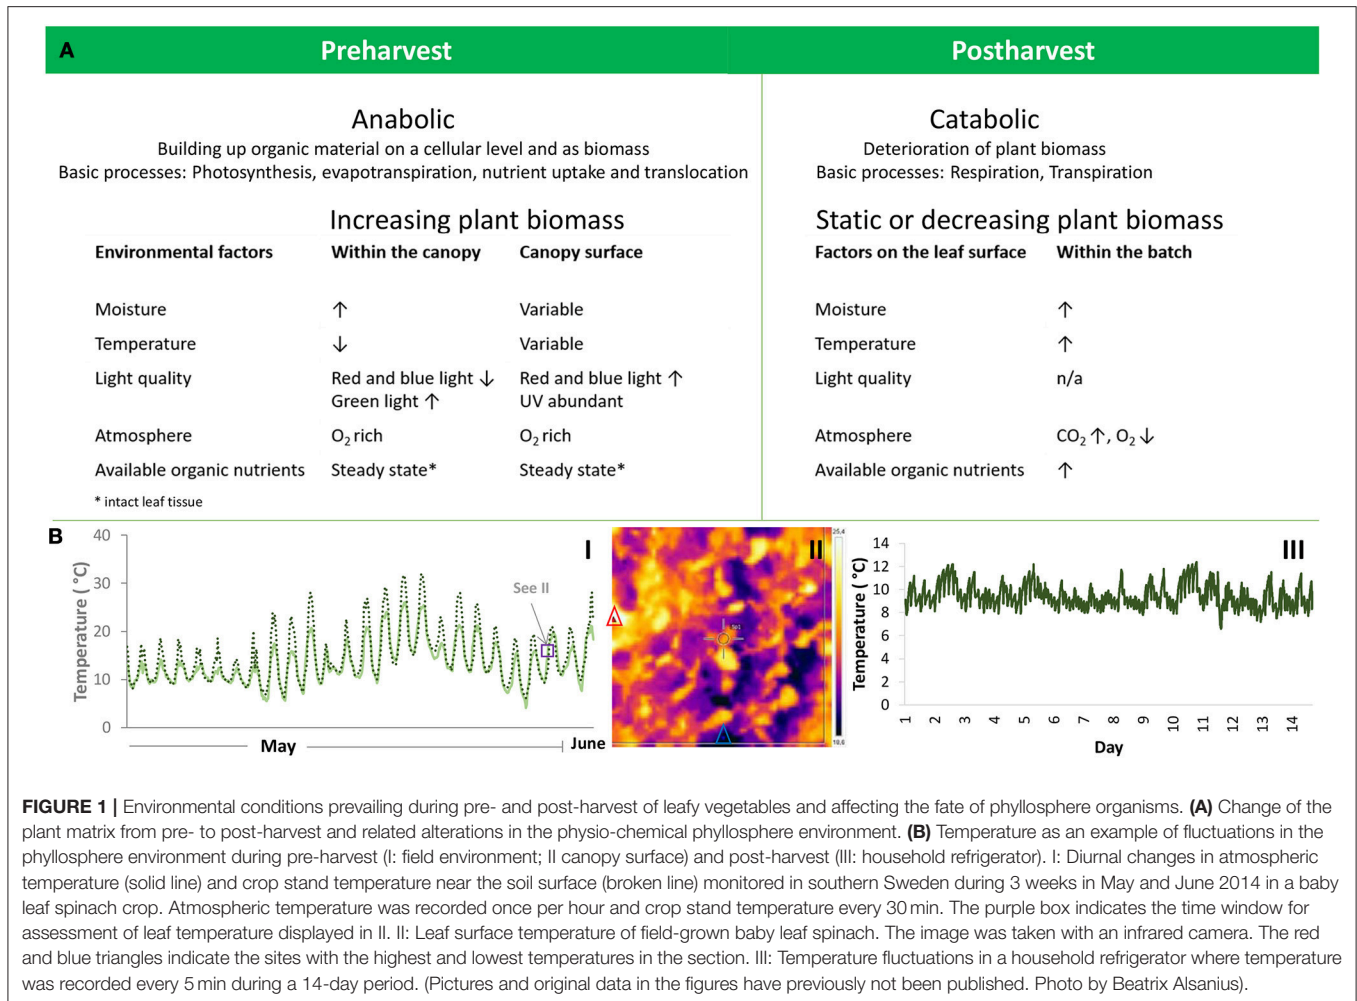 A Preharvest Postharvest
Anabolic
Building up organic material on a cellular level and as biomass
Basic processes: Photosynthesis, evapotranspiration, nutrient uptake and translocation
Increasing plant biomass
Environmental factors Within the canopy Canopy surface
Moisture ↑ Variable
Temperature ↓ Variable
Light quality Red and blue light ↓ Red and blue light ↑
Green light ↑ UV abundant
Atmosphere O₂ rich O₂ rich
Available organic nutrients Steady state* Steady state*
* intact leaf tissue
Catabolic
Deterioration of plant biomass
Basic processes: Respiration, Transpiration
Static or decreasing plant biomass
Factors on the leaf surface Within the batch
Moisture ↑
Temperature ↑
Light quality n/a
Atmosphere CO₂ ↑, O₂ ↓
Available organic nutrients ↑
B
I
Temperature ( °C)
40
30
20
10
0
See II
May June
II
25,4
10,6
III
Temperature ( °C)
14
12
10
8
6
4
2
0
1 2 3 4 5 6 7 8 9 10 11 12 13 14
Day
FIGURE 1 | Environmental conditions prevailing during pre- and post-harvest of leafy vegetables and affecting the fate of phyllosphere organisms. (A) Change of the
plant matrix from pre- to post-harvest and related alterations in the physio-chemical phyllosphere environment. (B) Temperature as an example of fluctuations in the
phyllosphere environment during pre-harvest (I: field environment; II canopy surface) and post-harvest (III: household refrigerator). I: Diurnal changes in atmospheric
temperature (solid line) and crop stand temperature near the soil surface (broken line) monitored in southern Sweden during 3 weeks in May and June 2014 in a baby
leaf spinach crop. Atmospheric temperature was recorded once per hour and crop stand temperature every 30 min. The purple box indicates the time window for
assessment of leaf temperature displayed in II. II: Leaf surface temperature of field-grown baby leaf spinach. The image was taken with an infrared camera. The red
and blue triangles indicate the sites with the highest and lowest temperatures in the section. III: Temperature fluctuations in a household refrigerator where temperature
was recorded every 5 min during a 14-day period. (Pictures and original data in the figures have previously not been published. Photo by Beatrix Alsanius).